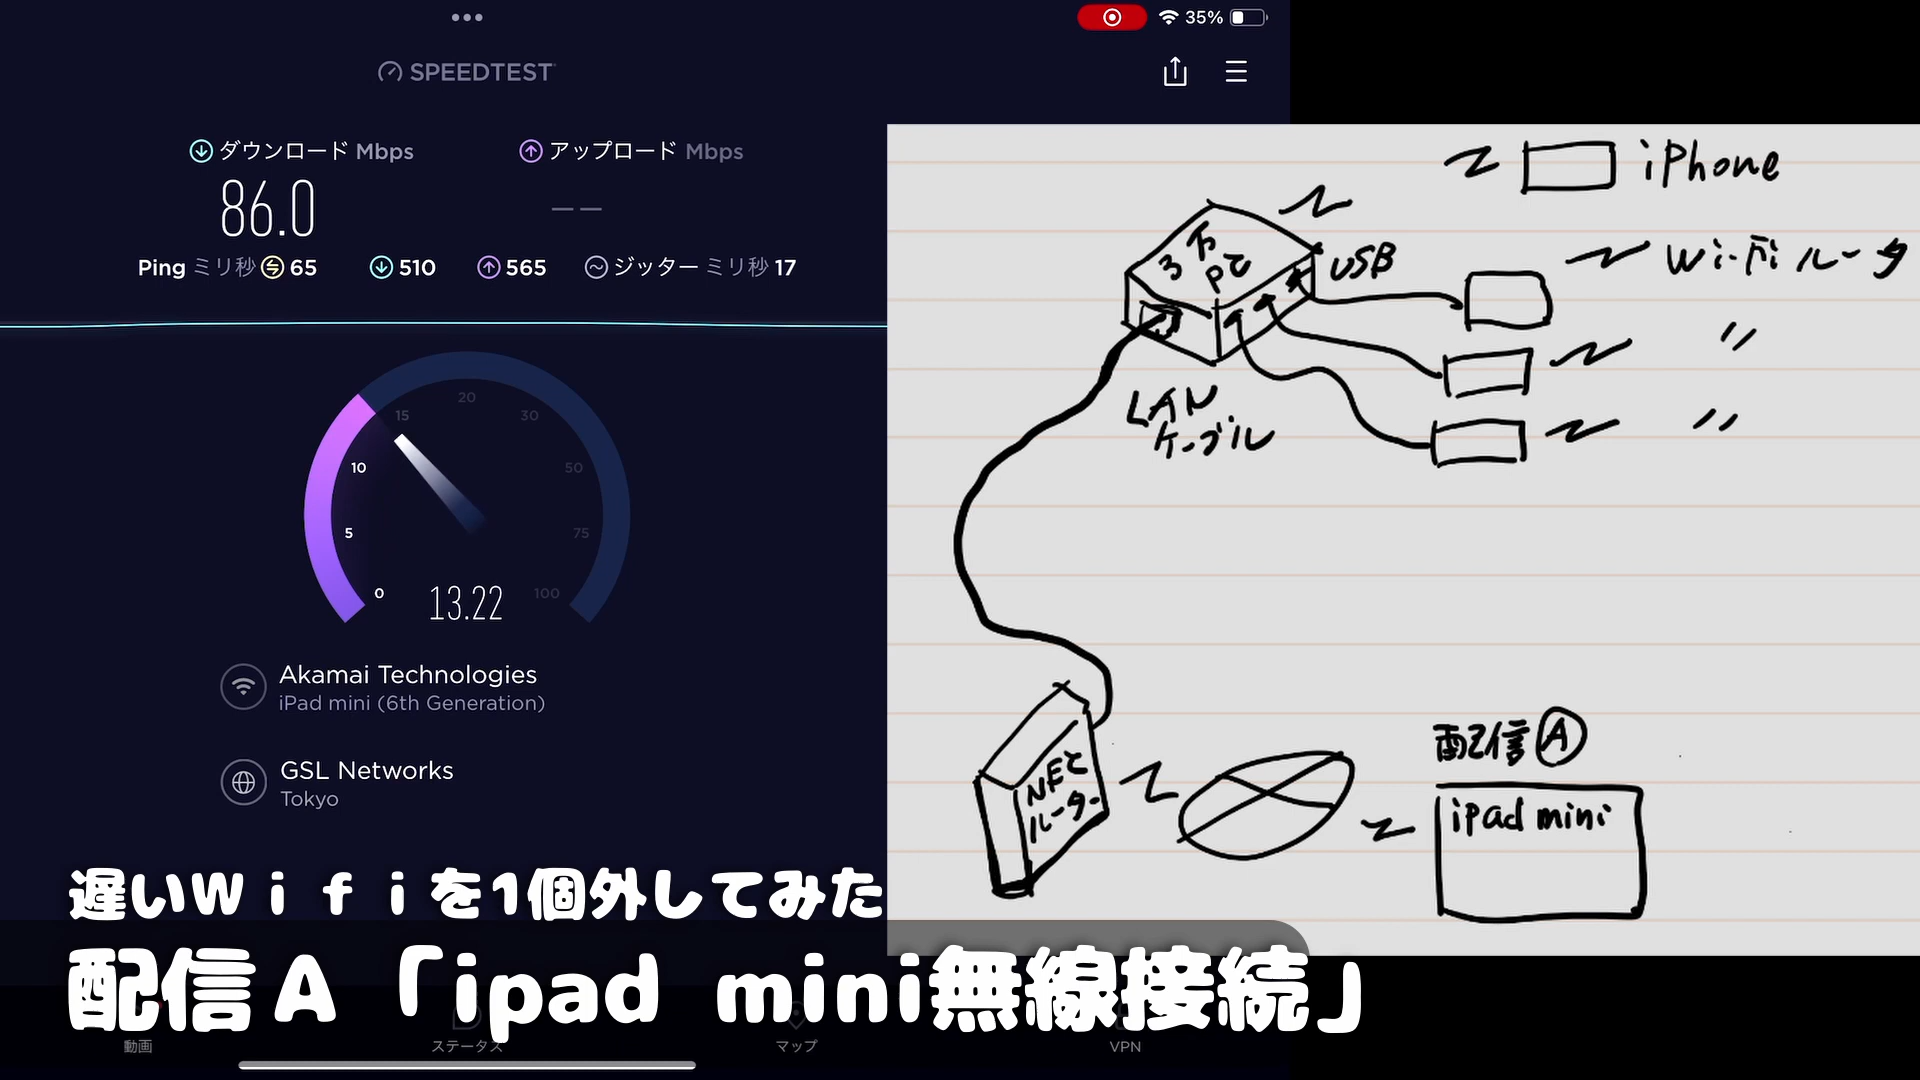 35%
SPEEDTEST
ダウンロード Mbps
アップロード Mbps
86.0
Ping ミリ秒 65
510
565
ジッター ミリ秒 17
0
5
10
15
20
30
50
75
100
13.22
Akamai Technologies
iPad mini (6th Generation)
GSL Networks
Tokyo
iPhone
3万
PC
USB
Wi-Fiルータ
〃
〃
LAN
ケーブル
NEC
ルーター
配信Ⓐ
ipad mini
遅いＷｉｆｉを1個外してみた
配信Ａ「ipad mini無線接続」
動画
ステータス
マップ
VPN